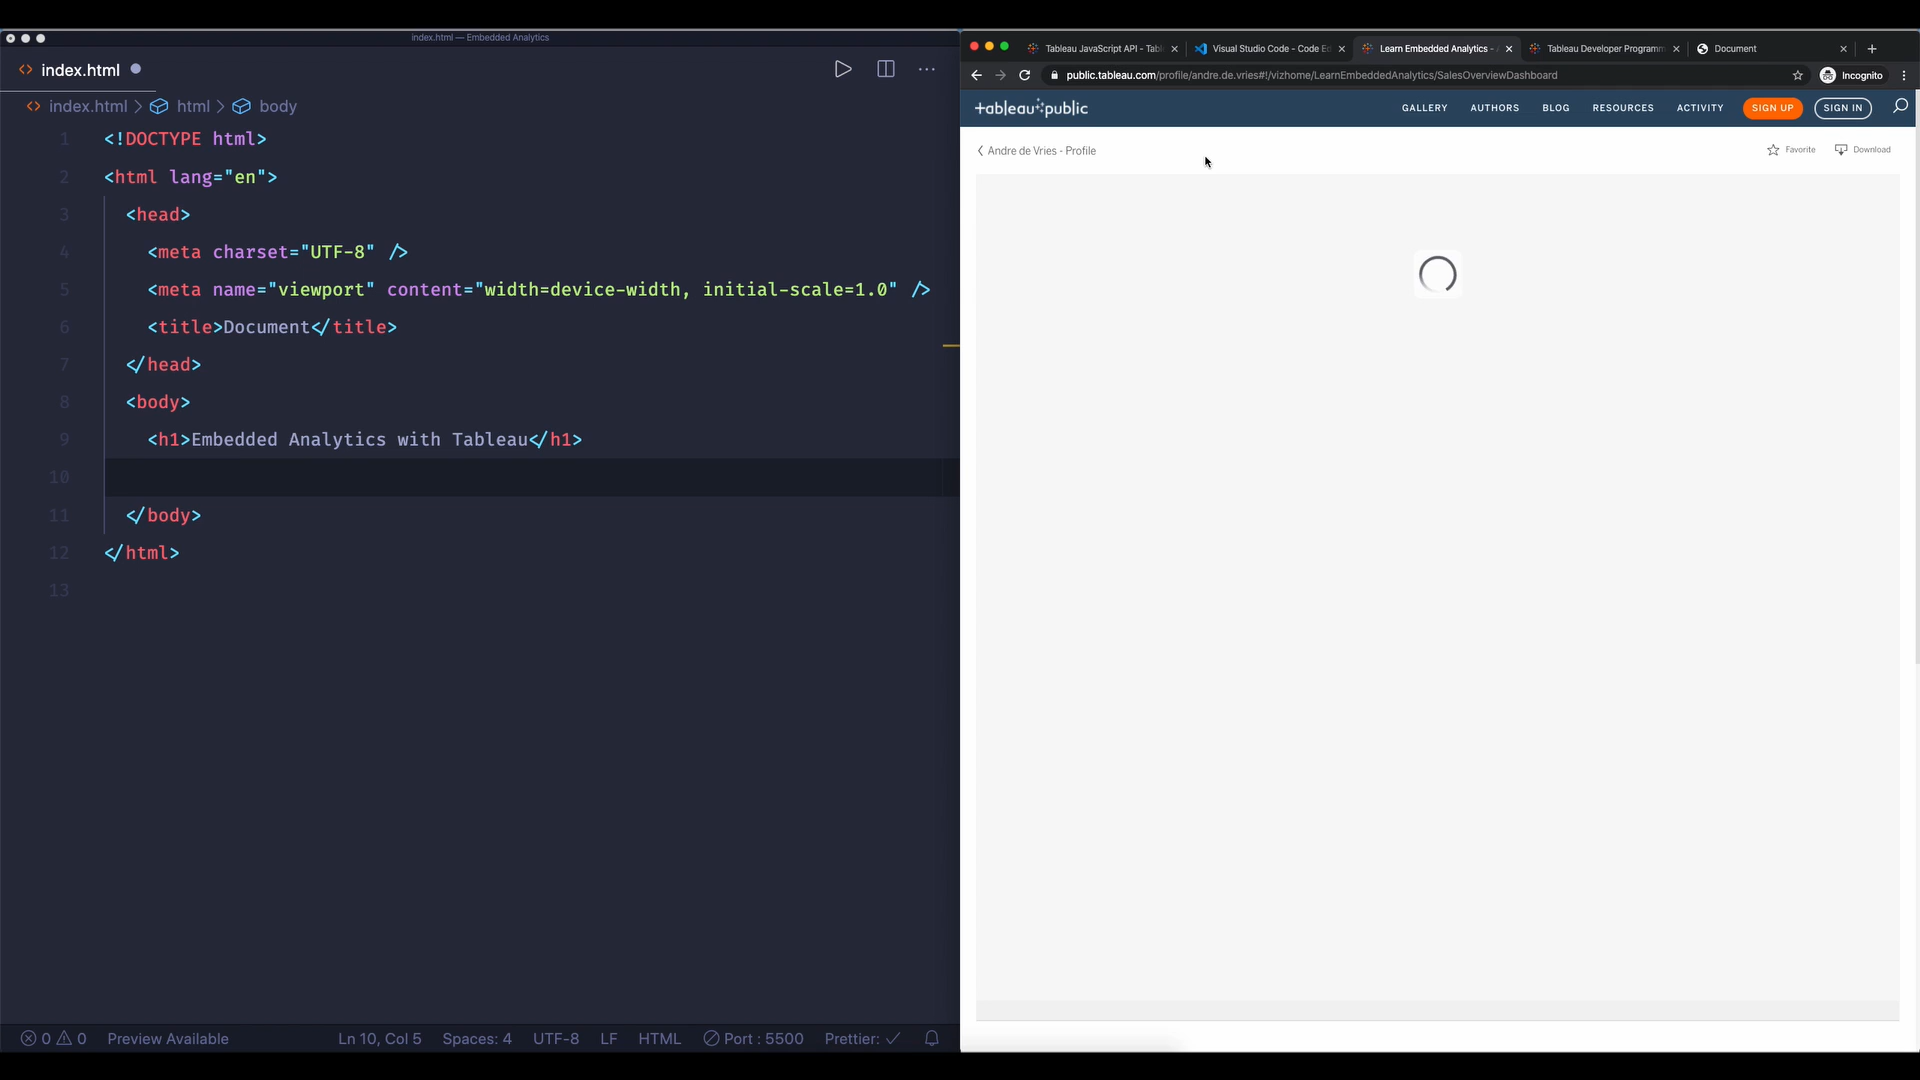 index.html — Embedded Analytics
index.html
index.html > html > body
1 <!DOCTYPE html>
2 <html lang="en">
3 <head>
4 <meta charset="UTF-8" />
5 <meta name="viewport" content="width=device-width, initial-scale=1.0" />
6 <title>Document</title>
7 </head>
8 <body>
9 <h1>Embedded Analytics with Tableau</h1>
10
11 </body>
12 </html>
13
0 0 Preview Available Ln 10, Col 5 Spaces: 4 UTF-8 LF HTML Port : 5500 Prettier: ✓
Tableau JavaScript API - Tabl Visual Studio Code - Code Ed Learn Embedded Analytics - Tableau Developer Programm Document
public.tableau.com/profile/andre.de.vries#!/vizhome/LearnEmbeddedAnalytics/SalesOverviewDashboard Incognito
+ableau+public GALLERY AUTHORS BLOG RESOURCES ACTIVITY SIGN UP SIGN IN
Andre de Vries - Profile Favorite Download